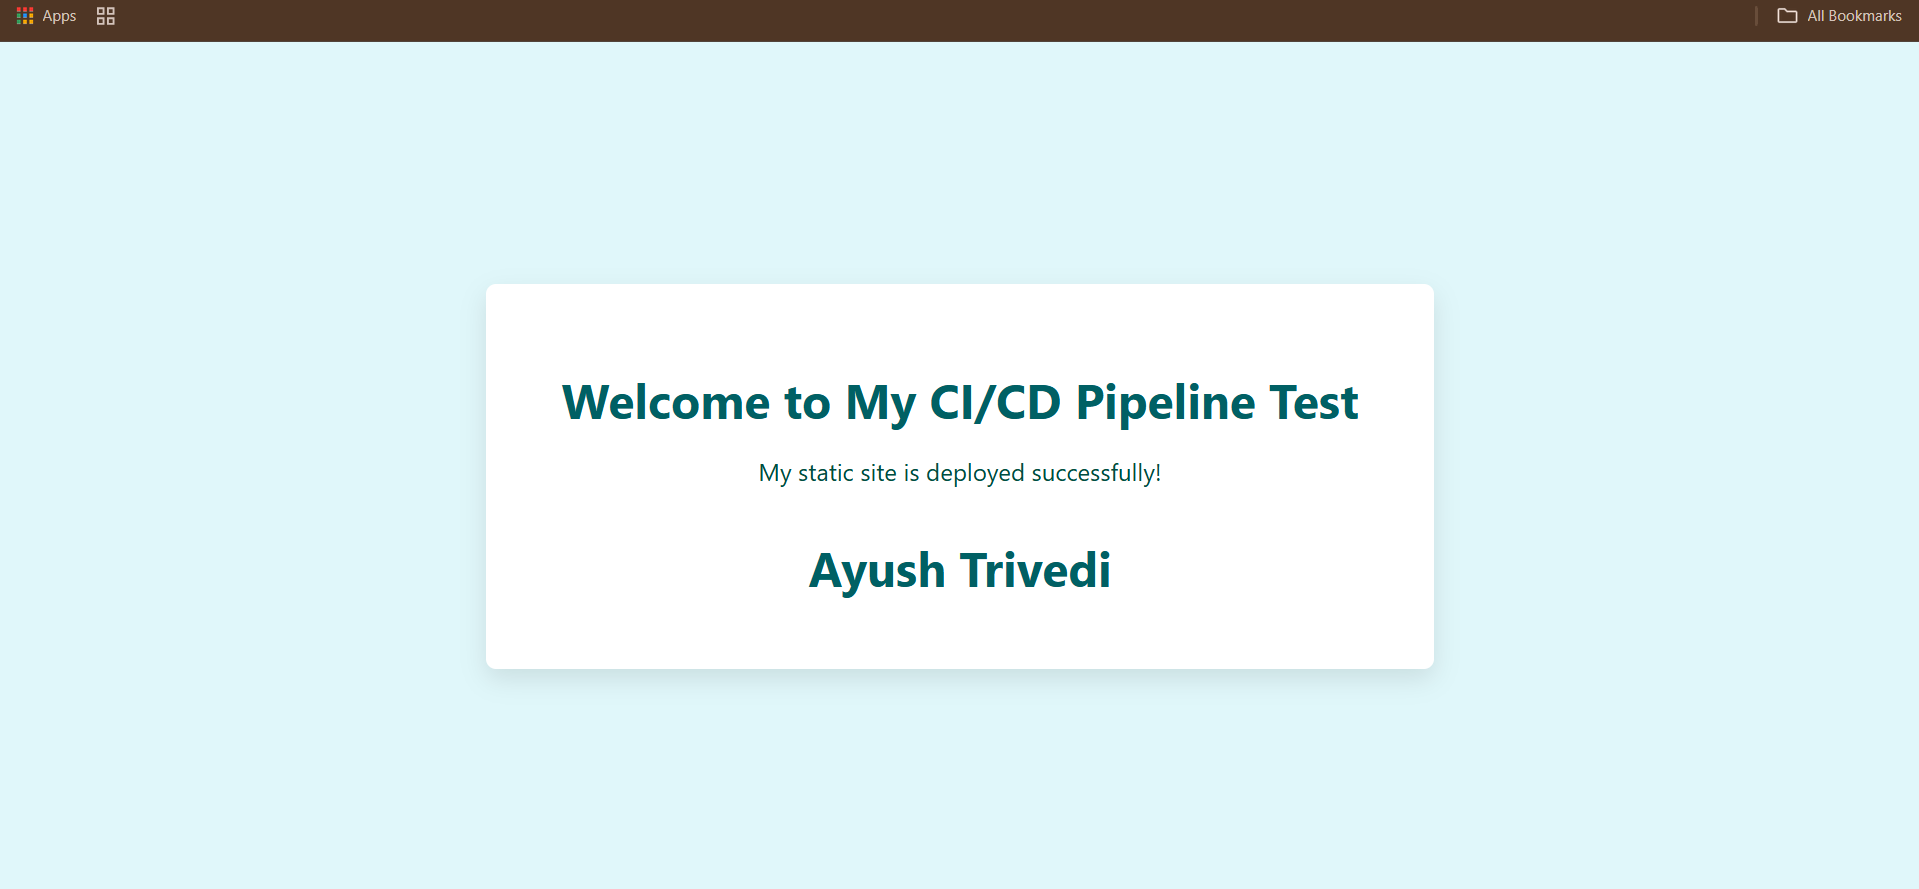 Apps
All Bookmarks
Welcome to My CI/CD Pipeline Test
My static site is deployed successfully!
Ayush Trivedi